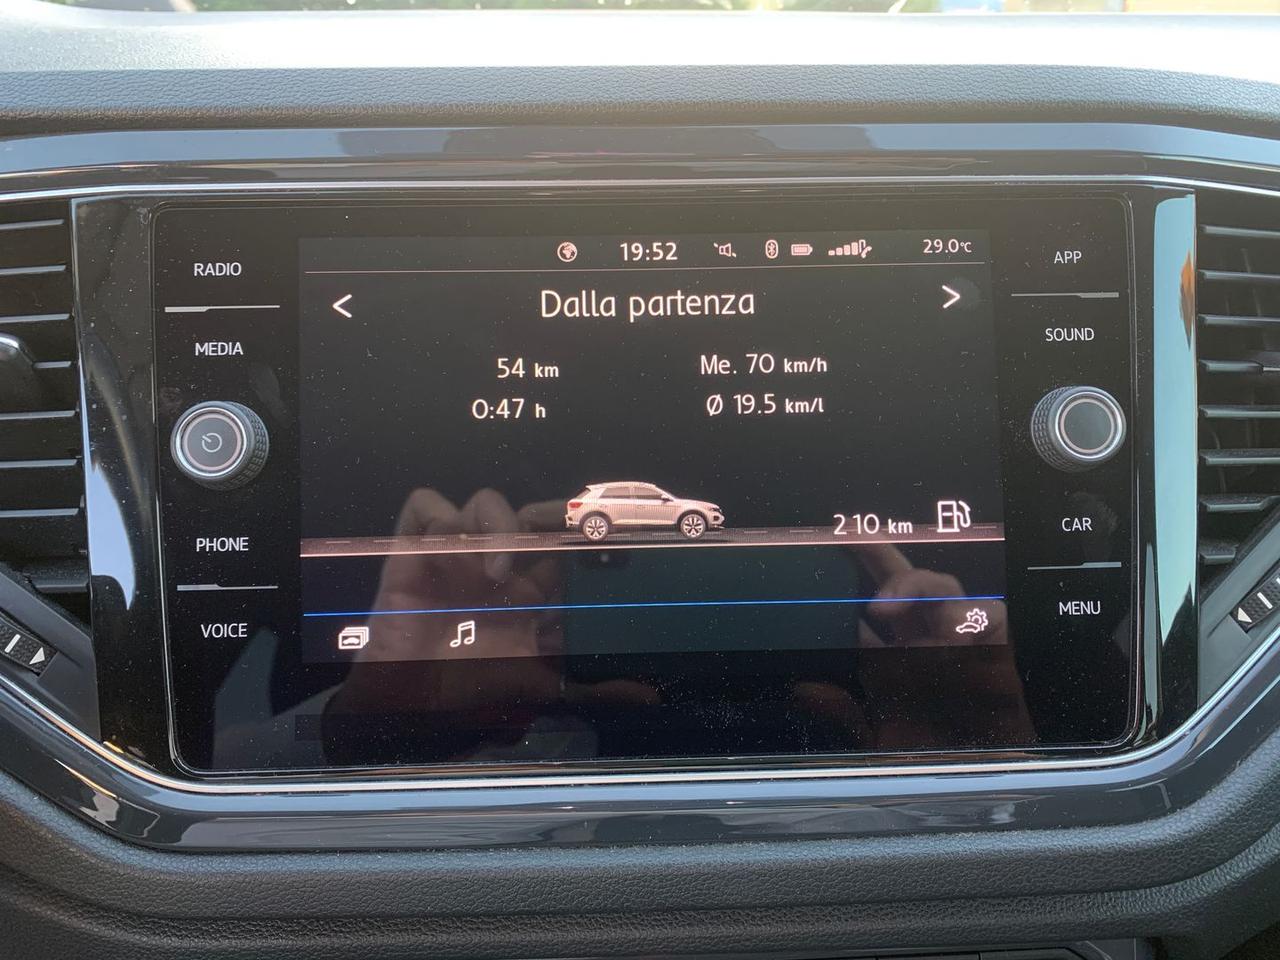 19:52
29.0°C
< Dalla partenza >
54 km
Me. 70 km/h
0:47 h
Ø 19.5 km/l
210 km
RADIO
MEDIA
PHONE
VOICE
APP
SOUND
CAR
MENU